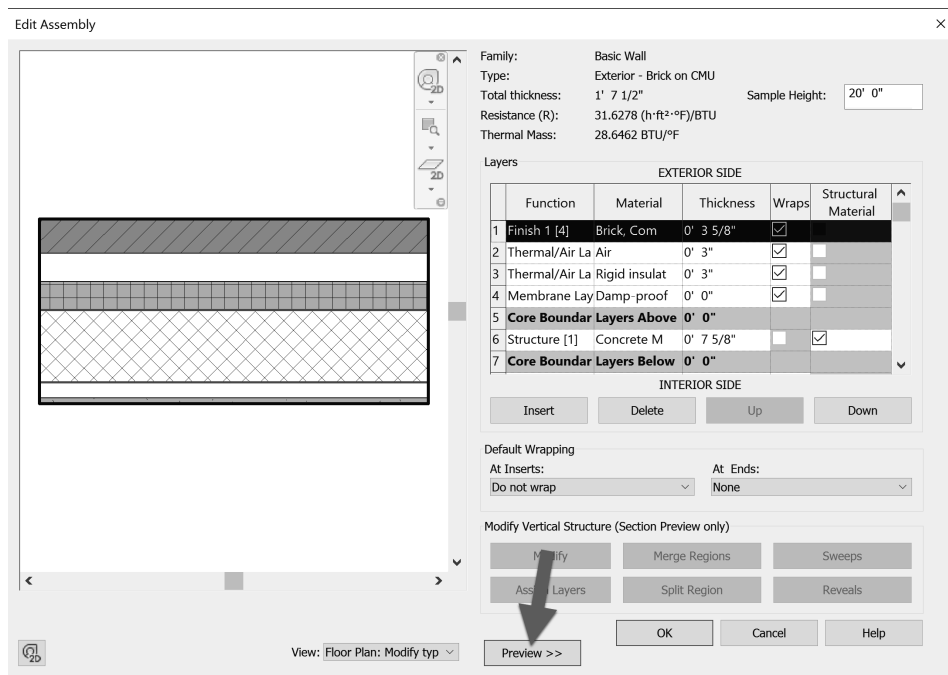 Edit Assembly
Family: Basic Wall
Type: Exterior - Brick on CMU
Total thickness: 1' 7 1/2" Sample Height: 20' 0"
Resistance (R): 31.6278 (h·ft²·°F)/BTU
Thermal Mass: 28.6462 BTU/°F
Layers
EXTERIOR SIDE
Function Material Thickness Wraps Structural Material
1 Finish 1 [4] Brick, Com 0' 3 5/8"
2 Thermal/Air La Air 0' 3"
3 Thermal/Air La Rigid insulat 0' 3"
4 Membrane Lay Damp-proof 0' 0"
5 Core Boundar Layers Above 0' 0"
6 Structure [1] Concrete M 0' 7 5/8"
7 Core Boundar Layers Below 0' 0"
INTERIOR SIDE
Insert Delete Up Down
Default Wrapping
At Inserts: At Ends:
Do not wrap None
Modify Vertical Structure (Section Preview only)
Merge Regions Sweeps
Layers Split Region Reveals
OK Cancel Help
View: Floor Plan: Modify typ Preview >>
2D
2D
2D